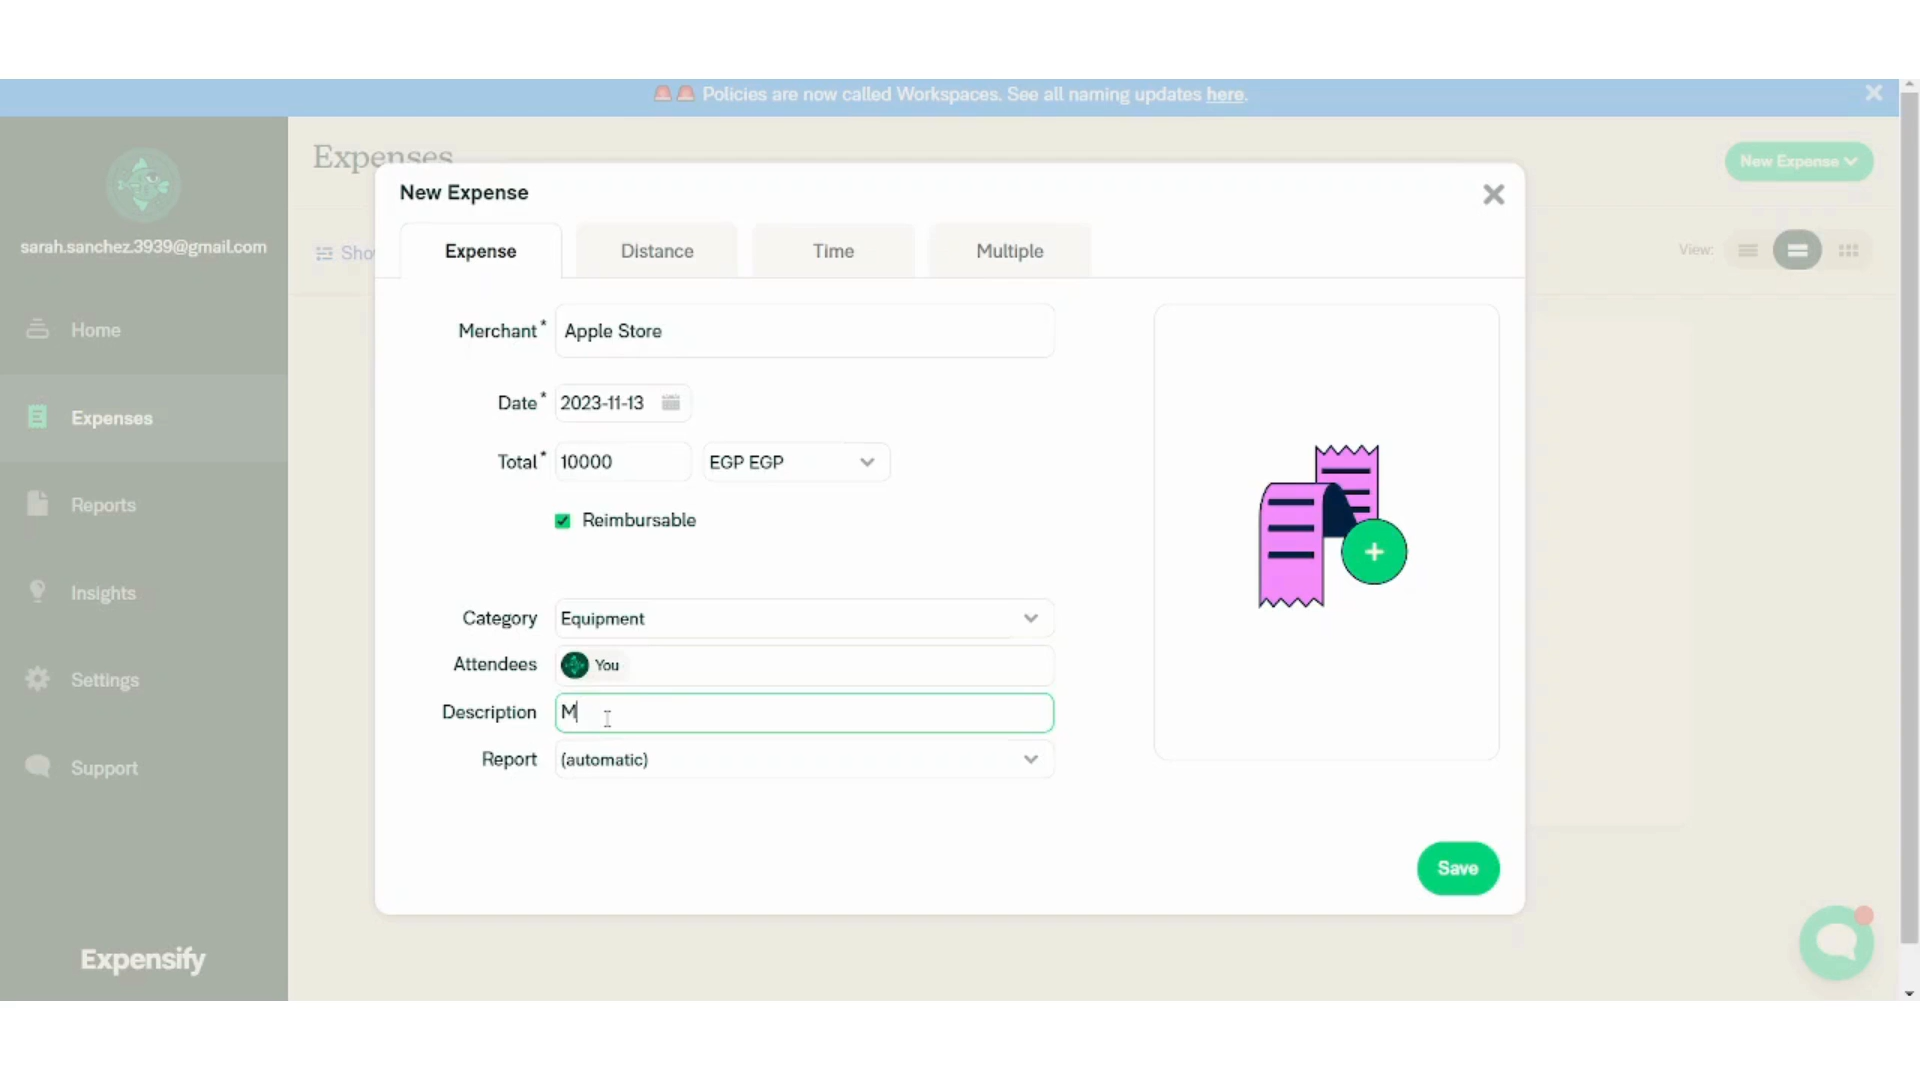 Policies are now called Workspaces. See all naming updates here.
sarah.sanchez.3939@gmail.com
Home
Expenses
Reports
Insights
Settings
Support
Expensify
Expenses
New Expense
Sho
View:
New Expense
Expense Distance Time Multiple
Merchant* Apple Store
Date* 2023-11-13
Total* 10000 EGP EGP
Reimbursable
Category Equipment
Attendees You
Description M
Report (automatic)
Save